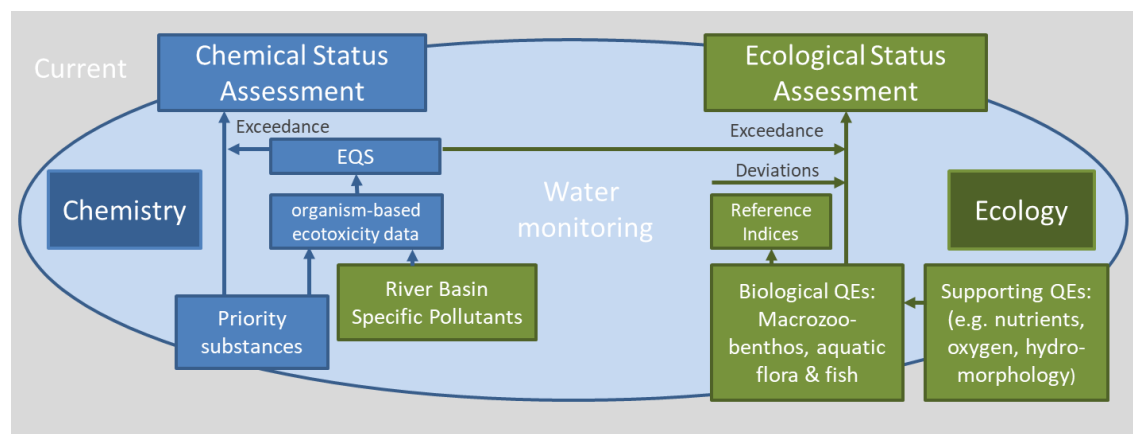 Current
Chemical Status
Assessment
Ecological Status
Assessment
Exceedance
Exceedance
EQS
Deviations
Chemistry
organism-based
ecotoxicity data
Water
monitoring
Reference
Indices
Ecology
Priority
substances
River Basin
Specific Pollutants
Biological QEs:
Macrozoo-
benthos, aquatic
flora & fish
Supporting QEs:
(e.g. nutrients,
oxygen, hydro-
morphology)